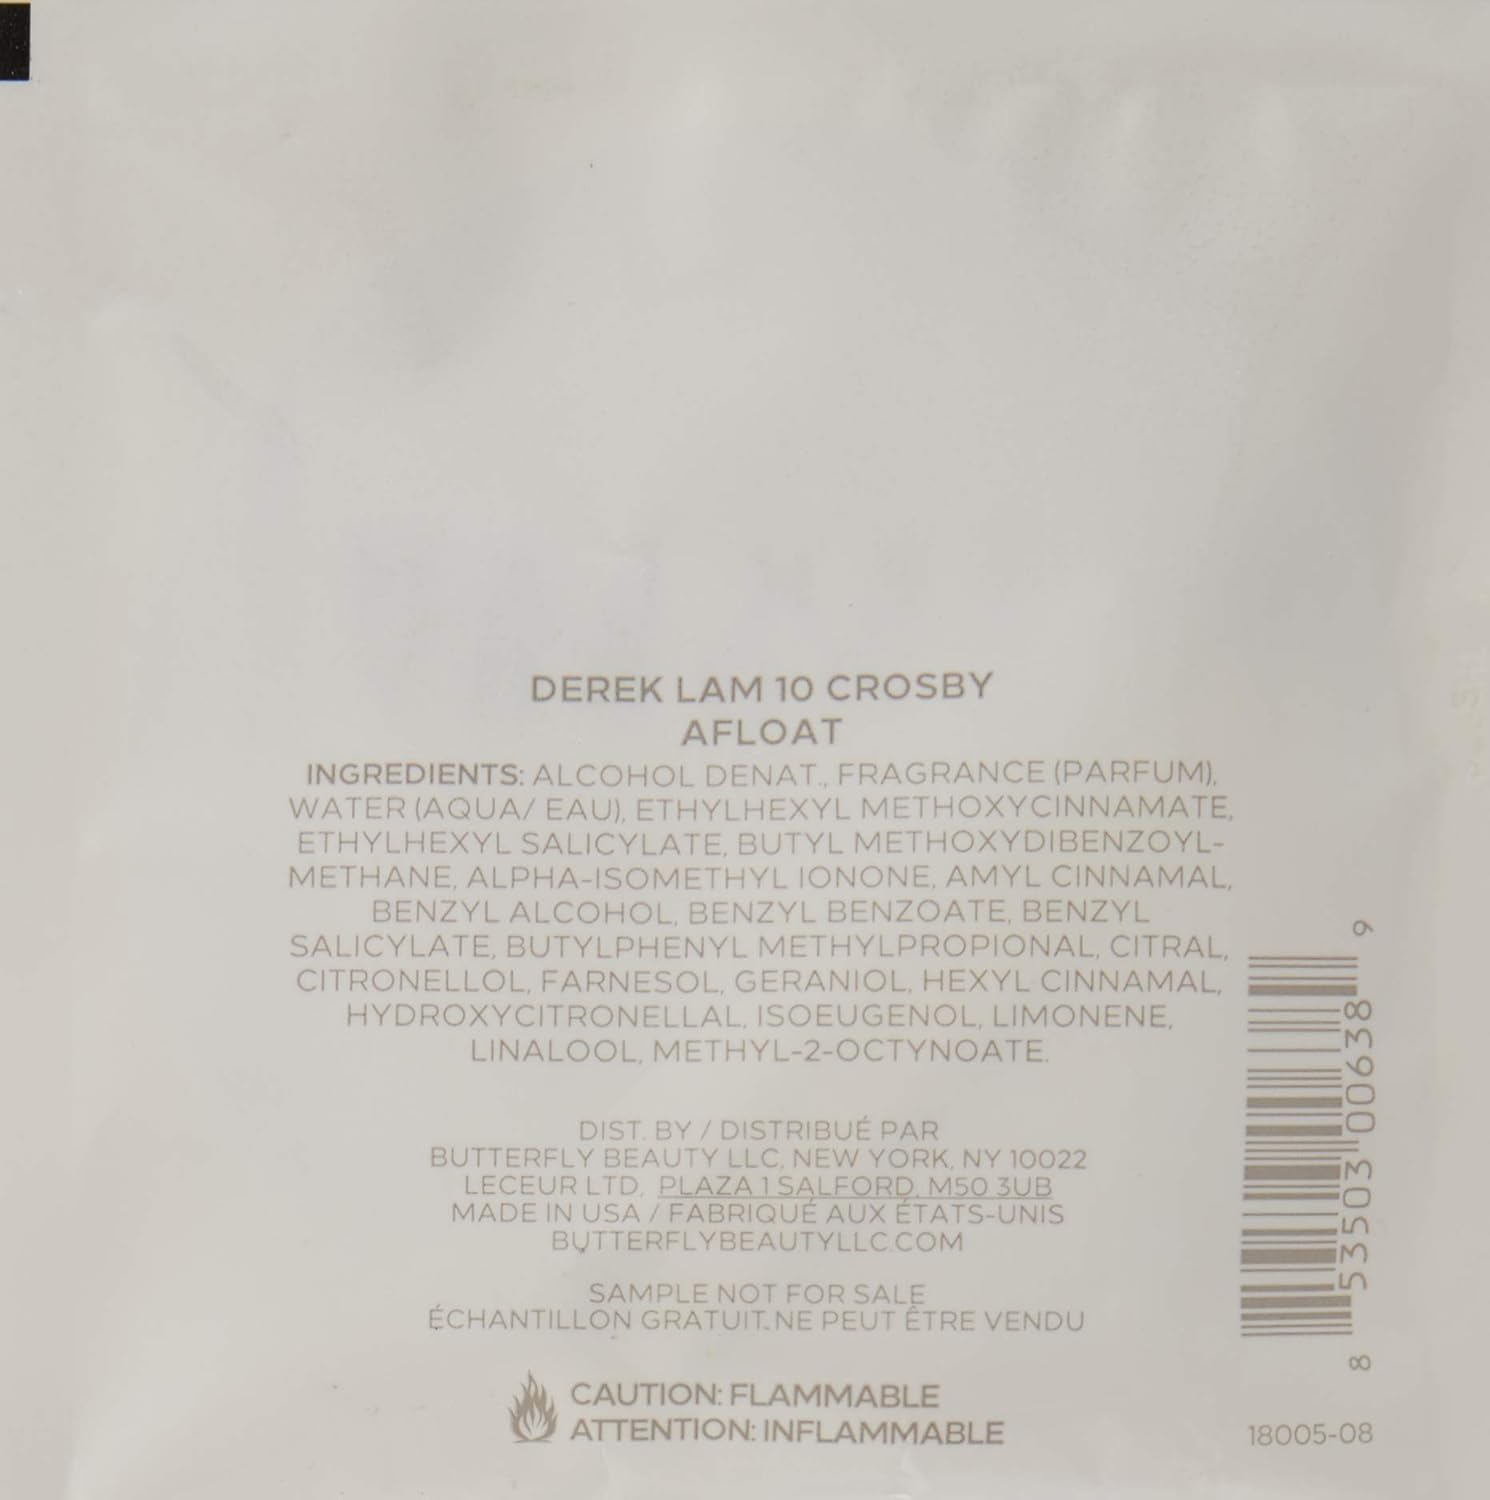 DEREK LAM 10 CROSBY
AFLOAT
INGREDIENTS: ALCOHOL DENAT., FRAGRANCE (PARFUM),
WATER (AQUA/ EAU), ETHYLHEXYL METHOXYCINNAMATE,
ETHYLHEXYL SALICYLATE, BUTYL METHOXYDIBENZOYL-
METHANE, ALPHA-ISOMETHYL IONONE, AMYL CINNAMAL,
BENZYL ALCOHOL, BENZYL BENZOATE, BENZYL
SALICYLATE, BUTYLPHENYL METHYLPROPIONAL, CITRAL,
CITRONELLOL, FARNESOL, GERANIOL, HEXYL CINNAMAL,
HYDROXYCITRONELLAL, ISOEUGENOL, LIMONENE,
LINALOOL, METHYL-2-OCTYNOATE.
DIST. BY / DISTRIBUÉ PAR
BUTTERFLY BEAUTY LLC, NEW YORK, NY 10022
LECEUR LTD, PLAZA 1 SALFORD, M50 3UB
MADE IN USA / FABRIQUÉ AUX ÉTATS-UNIS
BUTTERFLYBEAUTYLLC.COM
SAMPLE NOT FOR SALE
ÉCHANTILLON GRATUIT. NE PEUT ÊTRE VENDU
CAUTION: FLAMMABLE
ATTENTION: INFLAMMABLE
8 53503 00638 9
18005-08